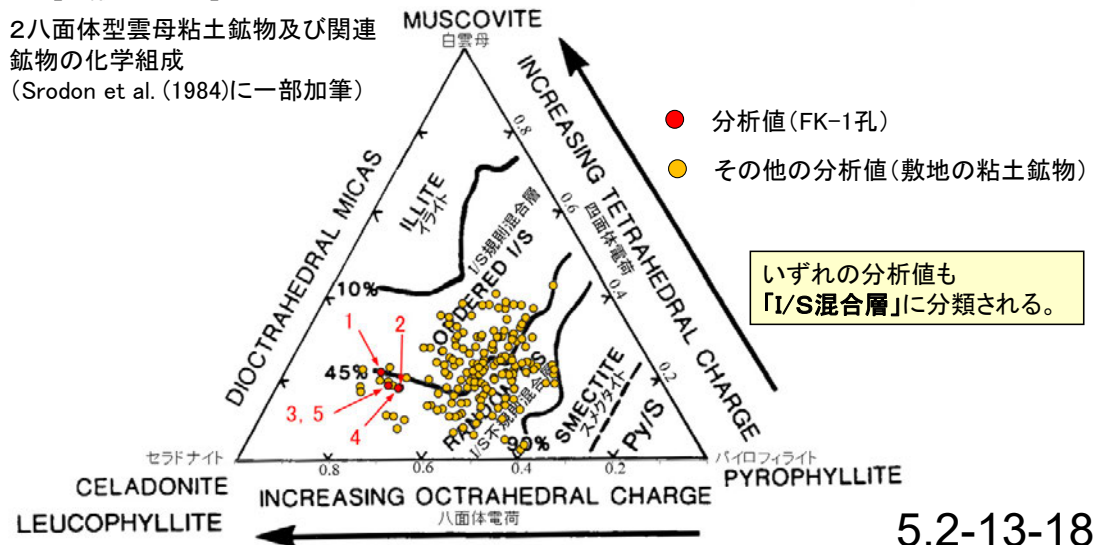 2八面体型雲母粘土鉱物及び関連
鉱物の化学組成
(Srodon et al. (1984)に一部加筆)
MUSCOVITE
白雲母
分析値(FK-1孔)
その他の分析値(敷地の粘土鉱物)
いずれの分析値も
「I/S混合層」に分類される。
DIOCTRAHEDRAL MICAS
INCREASING TETRAHEDRAL CHARGE
四面体電荷
0.8
0.6
0.4
0.2
ILLITE
イライト
I/S規則混合層
ORDERED I/S
10%
45%
1
2
3, 5
4
I/S不規則混合層
SMECTITE
スメクタイト
Py/S
セラドナイト
0.8
0.6
0.4
0.2
パイロフィライト
CELADONITE
LEUCOPHYLLITE
INCREASING OCTRAHEDRAL CHARGE
八面体電荷
PYROPHYLLITE
5.2-13-18